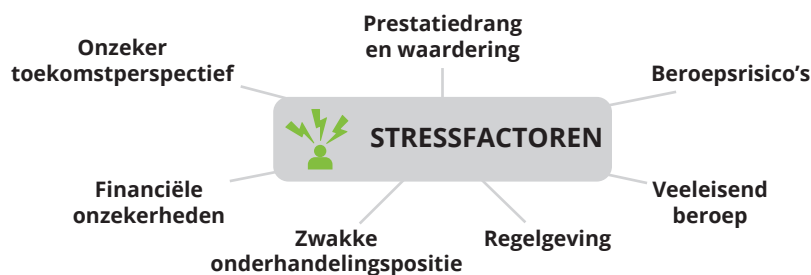 Prestatiedrang
en waardering
Onzeker
toekomstperspectief
Beroepsrisico’s
STRESSFACTOREN
Financiële
onzekerheden
Veeleisend
beroep
Zwakke
onderhandelingspositie
Regelgeving